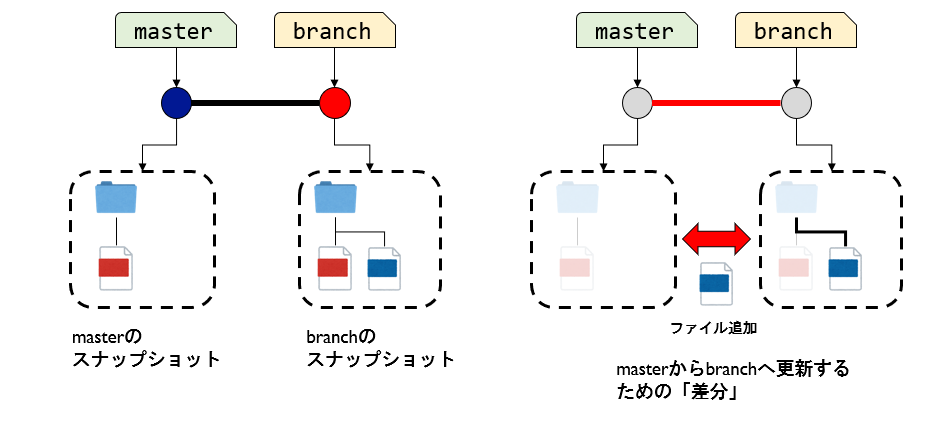 master
branch
master
branch
masterの
スナップショット
branchの
スナップショット
ファイル追加
masterからbranchへ更新する
ための「差分」